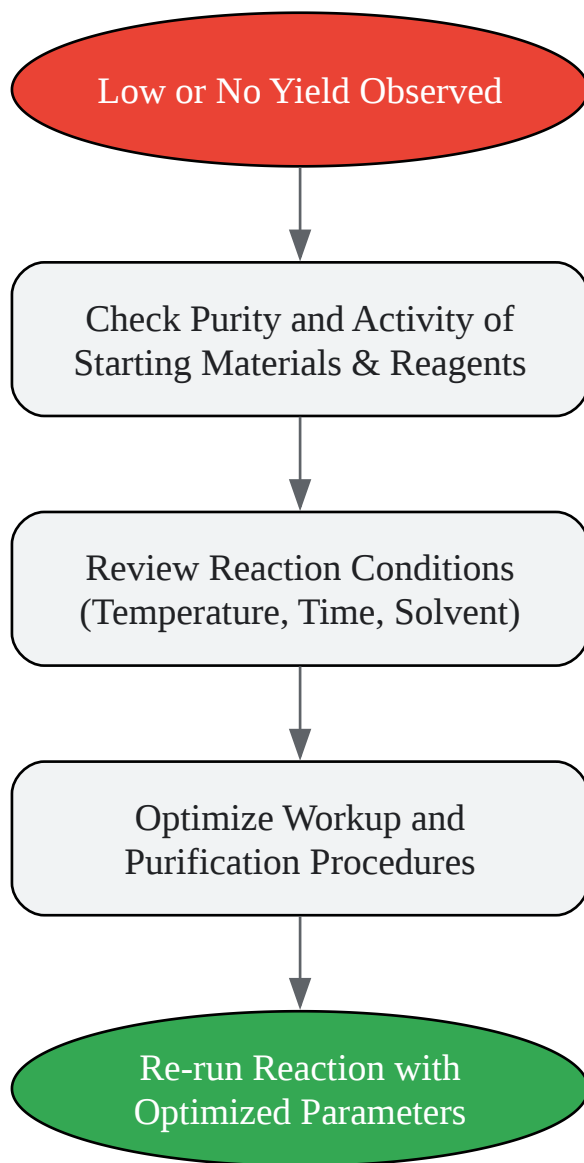 Low or No Yield Observed
Check Purity and Activity of
Starting Materials & Reagents
Review Reaction Conditions
(Temperature, Time, Solvent)
Optimize Workup and
Purification Procedures
Re-run Reaction with
Optimized Parameters